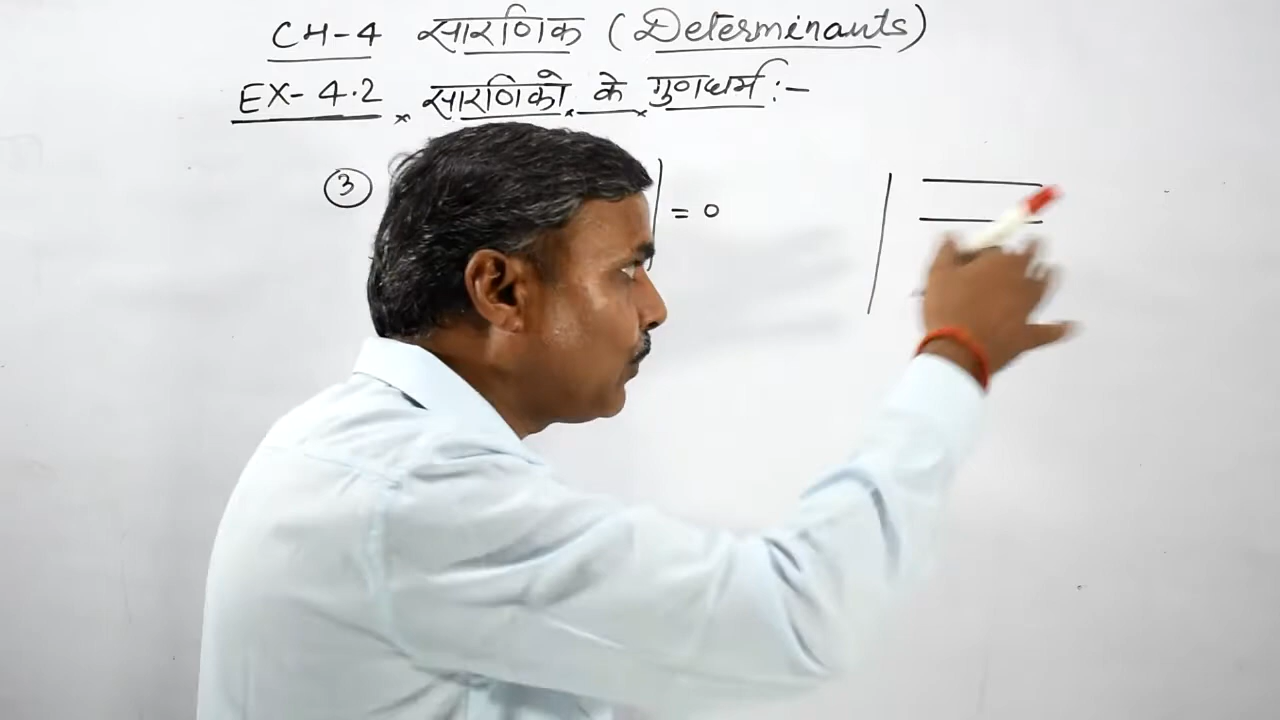 CH-4 सारणिक (Determinants)
EX- 4.2 सारणिको के गुणधर्म :-
3 | = 0 |